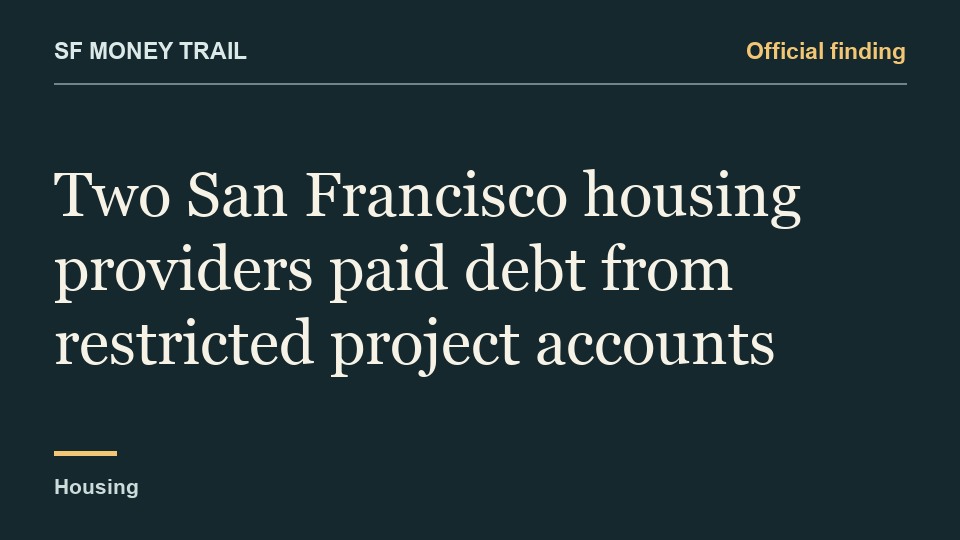 SF MONEY TRAIL
Official finding
Two San Francisco housing
providers paid debt from
restricted project accounts
Housing